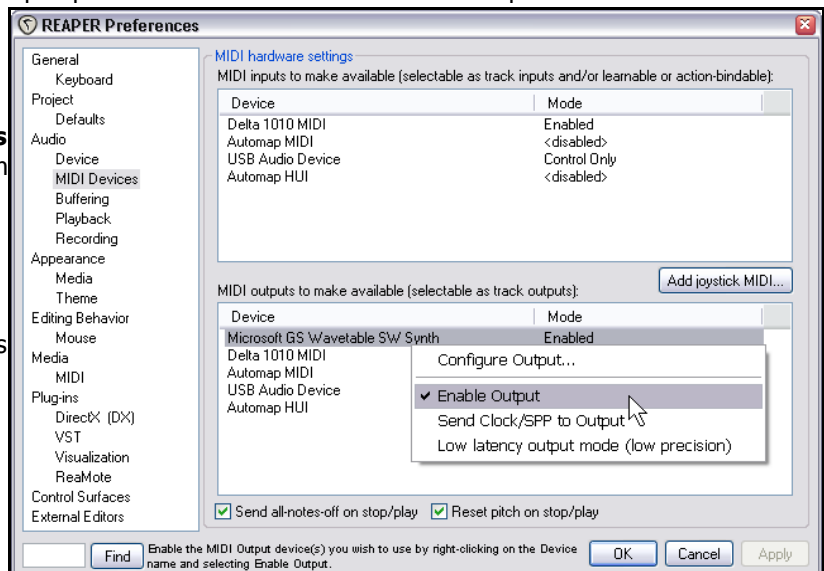 REAPER Preferences
General
Keyboard
Project
Defaults
Audio
Device
MIDI Devices
Buffering
Playback
Recording
Appearance
Media
Theme
Editing Behavior
Mouse
Media
MIDI
Plug-ins
DirectX (DX)
VST
Visualization
ReaMote
Control Surfaces
External Editors
MIDI hardware settings
MIDI inputs to make available (selectable as track inputs and/or learnable or action-bindable):
Device Mode
Delta 1010 MIDI Enabled
Automap MIDI <disabled>
USB Audio Device Control Only
Automap HUI <disabled>
Add joystick MIDI...
MIDI outputs to make available (selectable as track outputs):
Device Mode
Microsoft GS Wavetable SW Synth Enabled
Delta 1010 MIDI
Automap MIDI
USB Audio Device
Automap HUI
Configure Output...
✔ Enable Output
Send Clock/SPP to Output
Low latency output mode (low precision)
Send all-notes-off on stop/play Reset pitch on stop/play
Find
Enable the MIDI Output device(s) you wish to use by right-clicking on the Device
name and selecting Enable Output.
OK Cancel Apply